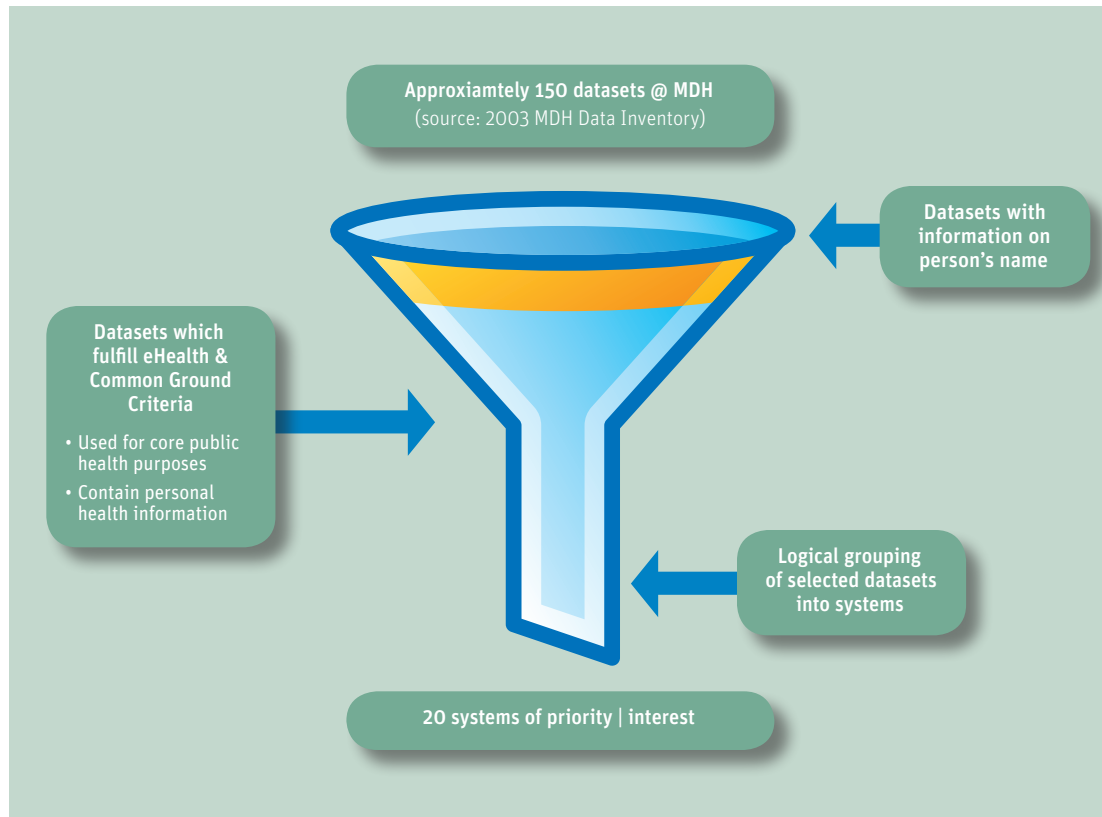 Approxiamtely 150 datasets @ MDH
(source: 2003 MDH Data Inventory)
Datasets with
information on
person's name
Datasets which
fulfill eHealth &
Common Ground
Criteria
• Used for core public
health purposes
• Contain personal
health information
Logical grouping
of selected datasets
into systems
20 systems of priority | interest